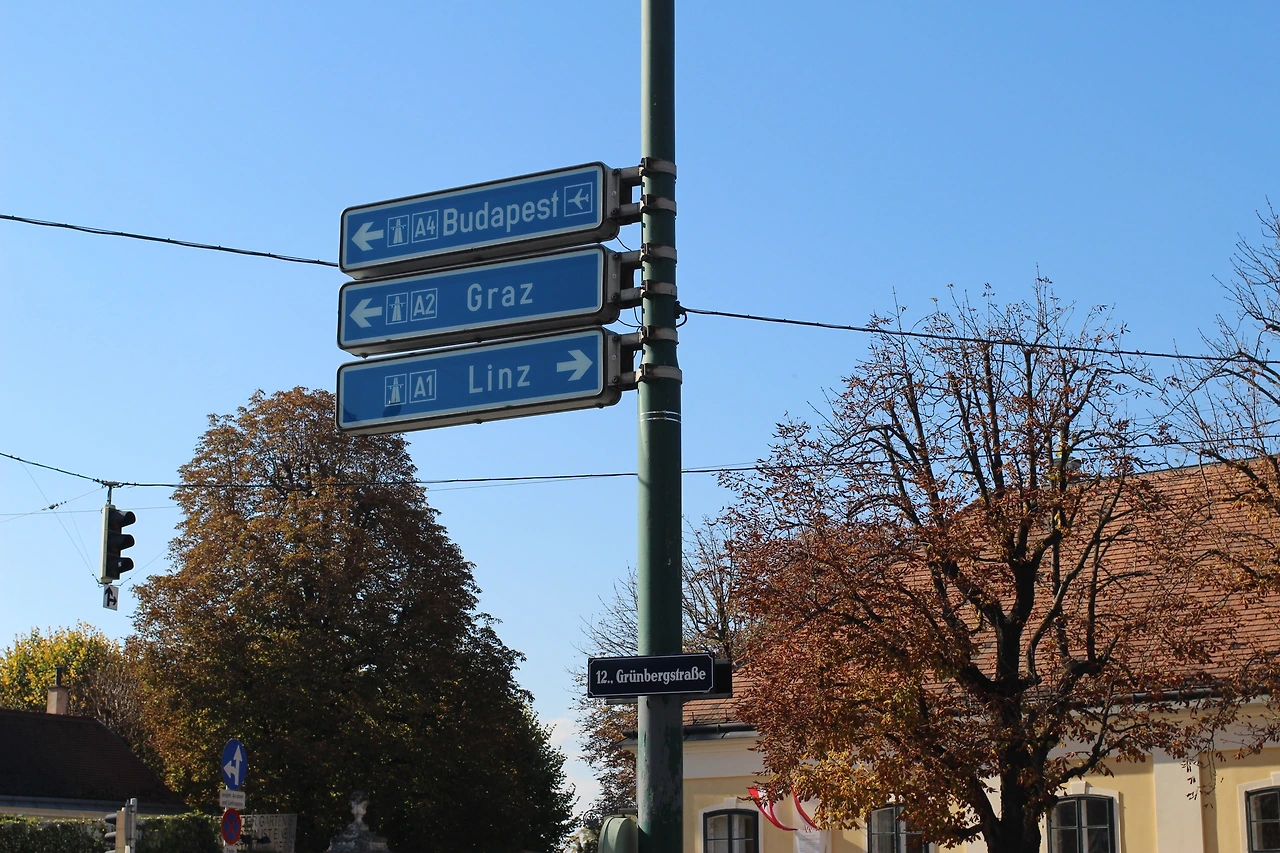 A4 Budapest
A2 Graz
A1 Linz
12., Grünbergstraße